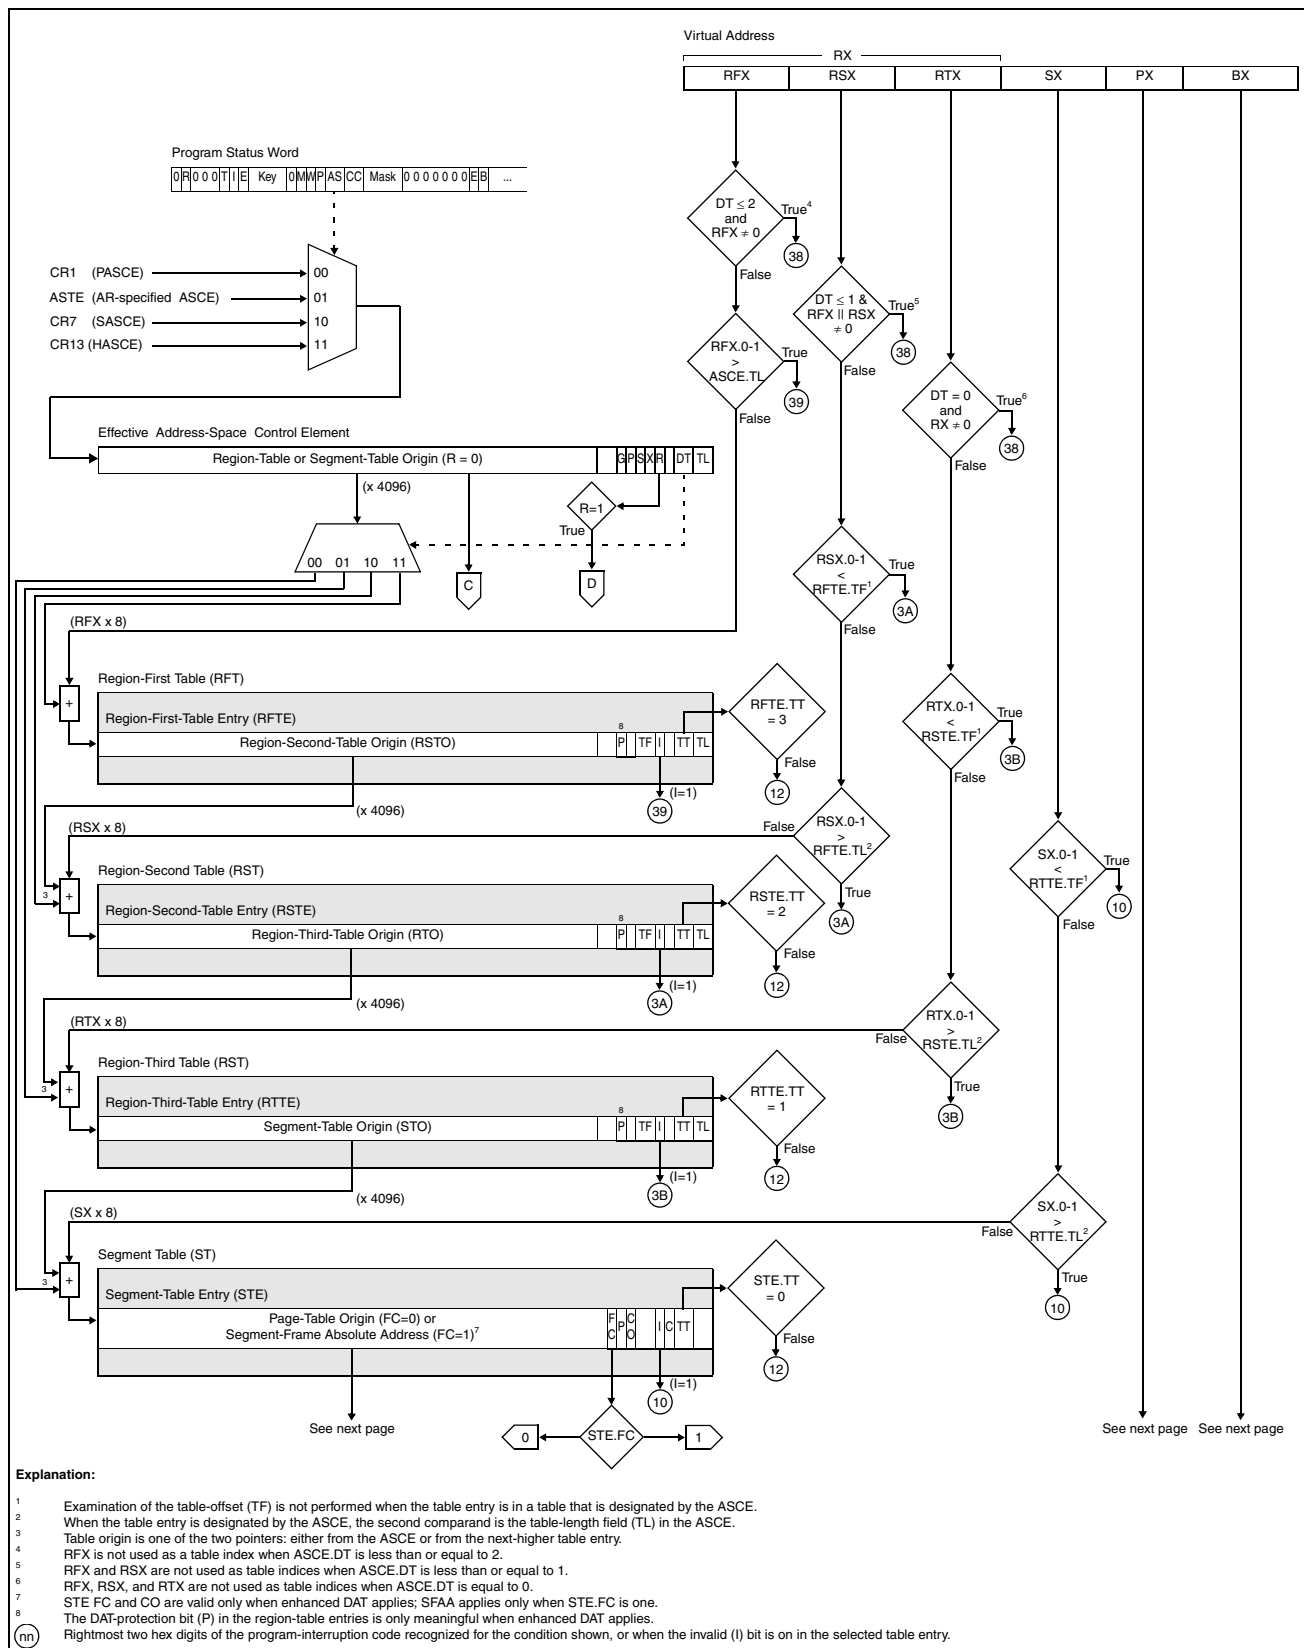 Virtual Address
RX
RFX RSX RTX SX PX BX
Program Status Word
0 R 0 0 0 T I E Key 0 M W P AS CC Mask 0 0 0 0 0 0 0 E B ...
DT ≤ 2
and
RFX ≠ 0
True4
38
False
CR1 (PASCE)
00
ASTE (AR-specified ASCE)
01
CR7 (SASCE)
10
CR13 (HASCE)
11
DT ≤ 1 &
RFX || RSX
≠ 0
True5
38
False
RFX.0-1
>
ASCE.TL
True
39
False
DT = 0
and
RX ≠ 0
True6
38
False
Effective Address-Space Control Element
Region-Table or Segment-Table Origin (R = 0) G P S X R DT TL
(x 4096)
R=1
True
00 01 10 11
C
D
RSX.0-1
<
RFTE.TF1
True
3A
False
(RFX x 8)
+
Region-First Table (RFT)
Region-First-Table Entry (RFTE)
8
Region-Second-Table Origin (RSTO) P TF I TT TL
RFTE.TT
= 3
False
12
(I=1)
39
(x 4096)
RTX.0-1
<
RSTE.TF1
True
3B
False
(RSX x 8)
False
RSX.0-1
>
RFTE.TL2
True
3A
SX.0-1
<
RTTE.TF1
True
10
False
3
+
Region-Second Table (RST)
Region-Second-Table Entry (RSTE)
8
Region-Third-Table Origin (RTO) P TF I TT TL
RSTE.TT
= 2
False
12
(I=1)
3A
(x 4096)
(RTX x 8)
False
RTX.0-1
>
RSTE.TL2
True
3B
3
+
Region-Third Table (RST)
Region-Third-Table Entry (RTTE)
8
Segment-Table Origin (STO) P TF I TT TL
RTTE.TT
= 1
False
12
(I=1)
3B
(x 4096)
(SX x 8)
False
SX.0-1
>
RTTE.TL2
True
10
3
+
Segment Table (ST)
Segment-Table Entry (STE)
Page-Table Origin (FC=0) or
Segment-Frame Absolute Address (FC=1)7
FC P CO I C TT
STE.TT
= 0
False
12
(I=1)
10
See next page
0
STE.FC
1
See next page See next page
Explanation:
1 Examination of the table-offset (TF) is not performed when the table entry is in a table that is designated by the ASCE.
2 When the table entry is designated by the ASCE, the second comparand is the table-length field (TL) in the ASCE.
3 Table origin is one of the two pointers: either from the ASCE or from the next-higher table entry.
4 RFX is not used as a table index when ASCE.DT is less than or equal to 2.
5 RFX and RSX are not used as table indices when ASCE.DT is less than or equal to 1.
6 RFX, RSX, and RTX are not used as table indices when ASCE.DT is equal to 0.
7 STE FC and CO are valid only when enhanced DAT applies; SFAA applies only when STE.FC is one.
8 The DAT-protection bit (P) in the region-table entries is only meaningful when enhanced DAT applies.
nn Rightmost two hex digits of the program-interruption code recognized for the condition shown, or when the invalid (I) bit is on in the selected table entry.